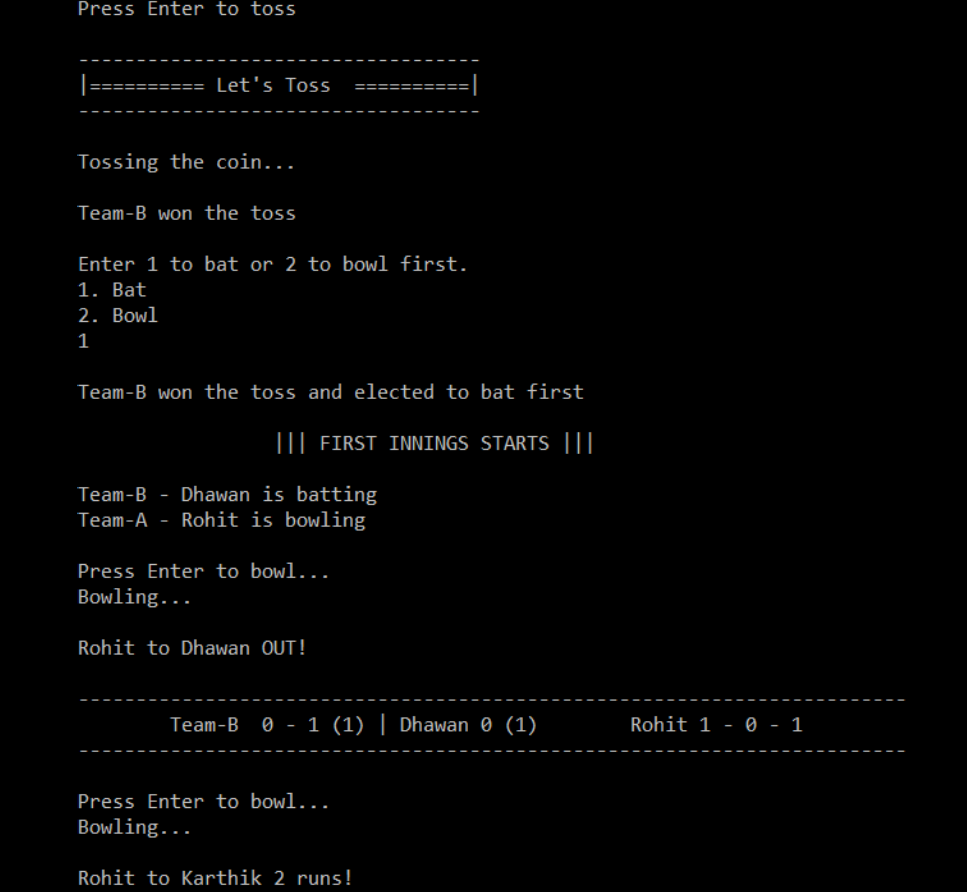 Press Enter to toss
-----------------------------------
|========== Let's Toss  ==========|
-----------------------------------
Tossing the coin...
Team-B won the toss
Enter 1 to bat or 2 to bowl first.
1. Bat
2. Bowl
1
Team-B won the toss and elected to bat first
||| FIRST INNINGS STARTS |||
Team-B - Dhawan is batting
Team-A - Rohit is bowling
Press Enter to bowl...
Bowling...
Rohit to Dhawan OUT!
------------------------------------------------------------------------
Team-B  0 - 1 (1) | Dhawan 0 (1)        Rohit 1 - 0 - 1
------------------------------------------------------------------------
Press Enter to bowl...
Bowling...
Rohit to Karthik 2 runs!